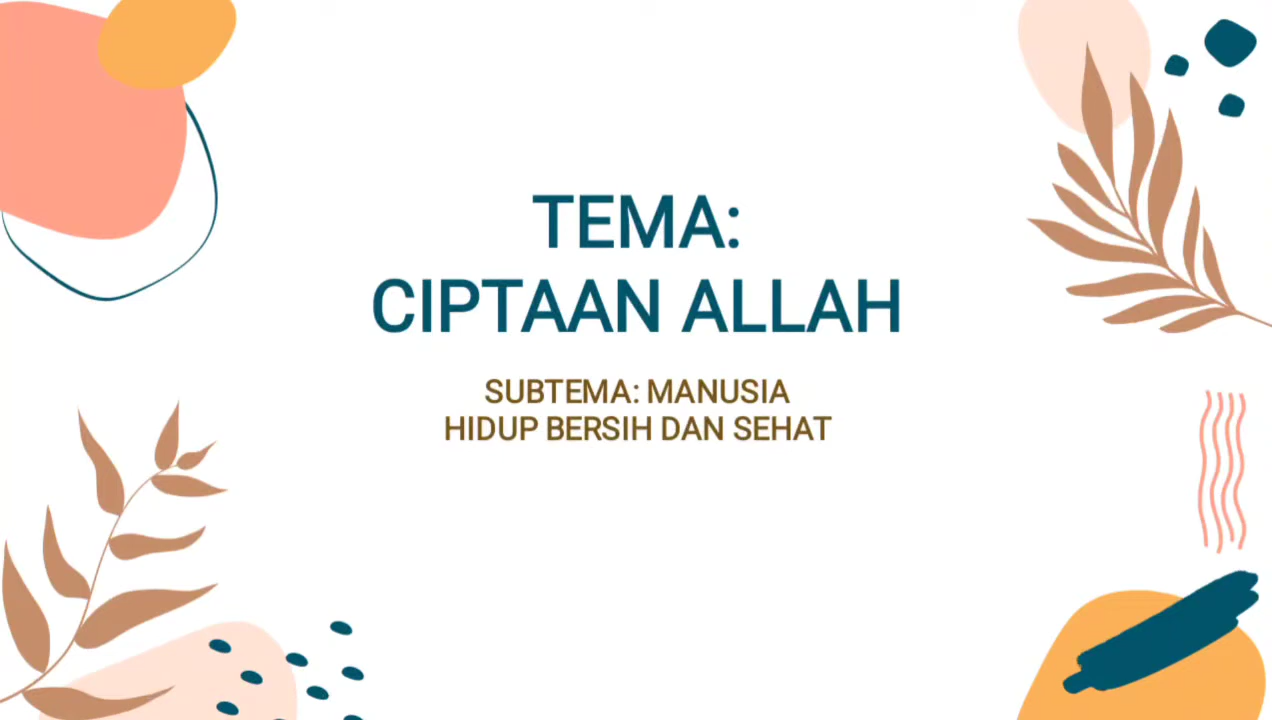 TEMA:
CIPTAAN ALLAH
SUBTEMA: MANUSIA
HIDUP BERSIH DAN SEHAT